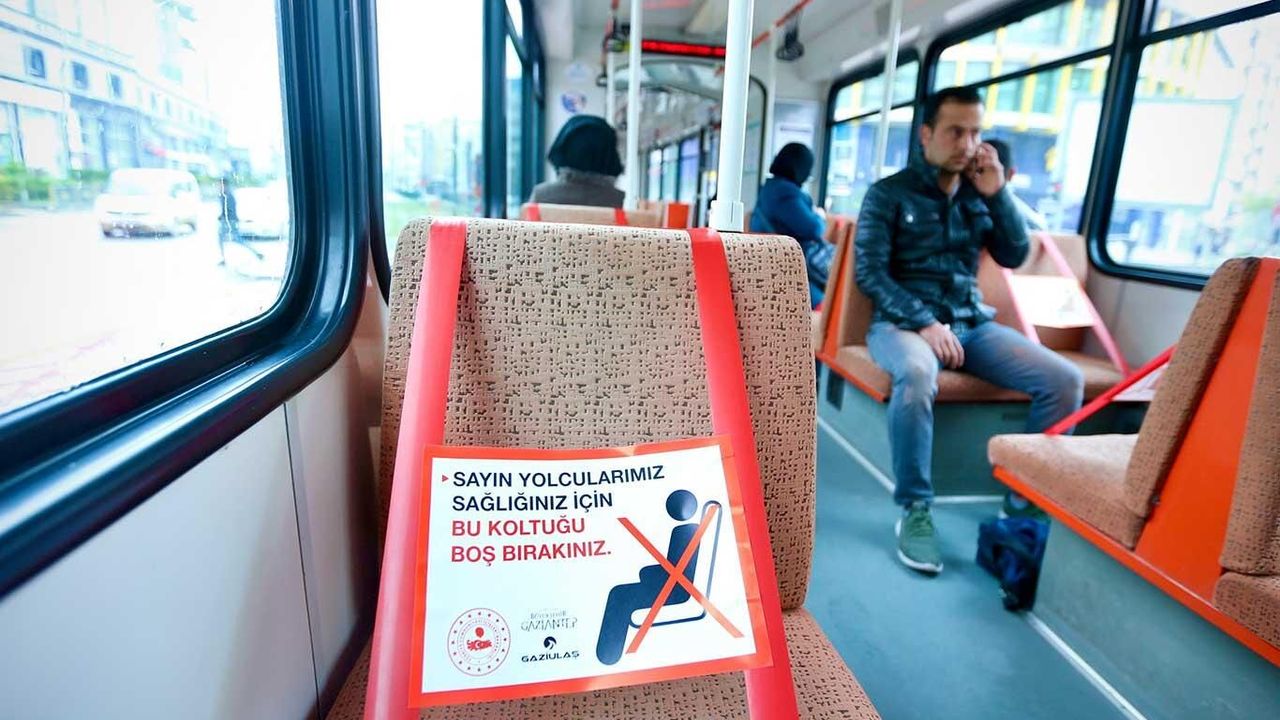 SAYIN YOLCULARIMIZ
SAĞLIĞINIZ İÇİN
BU KOLTUĞU
BOŞ BIRAKINIZ.
GAZİANTEP
GAZİULAŞ